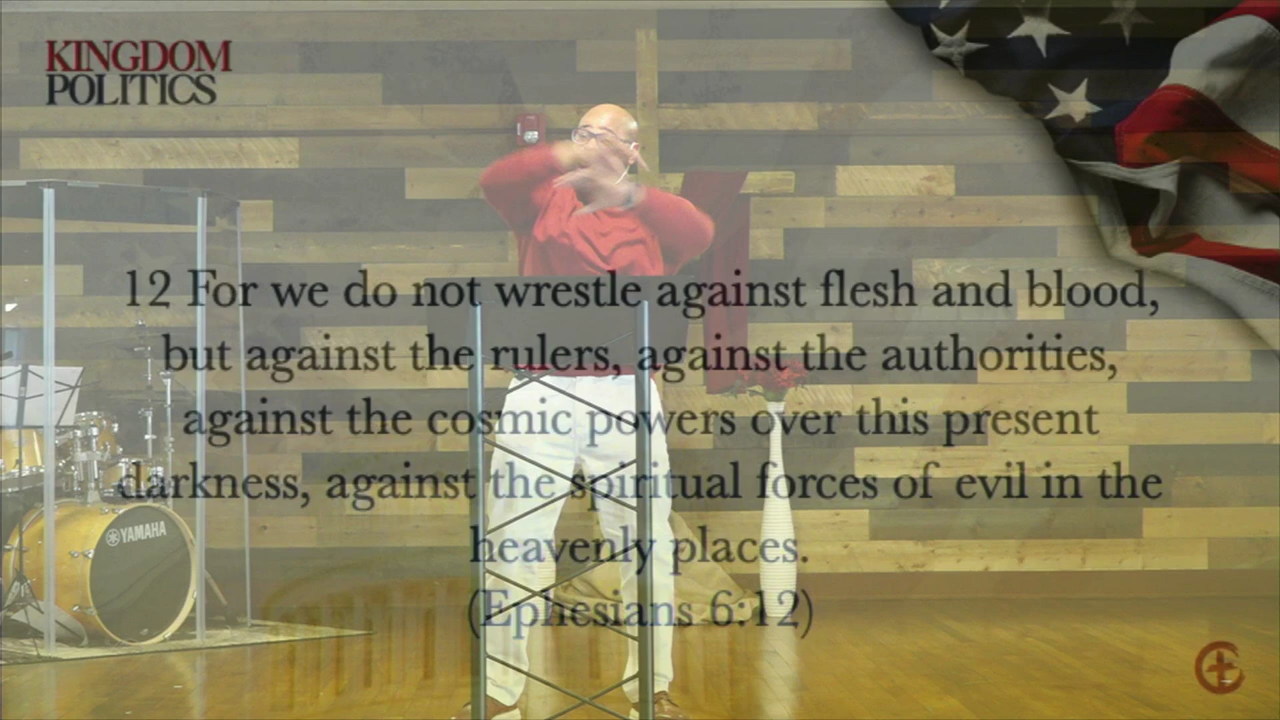 KINGDOM
POLITICS
12 For we do not wrestle against flesh and blood,
but against the rulers, against the authorities,
against the cosmic powers over this present
darkness, against the spiritual forces of evil in the
heavenly places.
(Ephesians 6:12)
YAMAHA